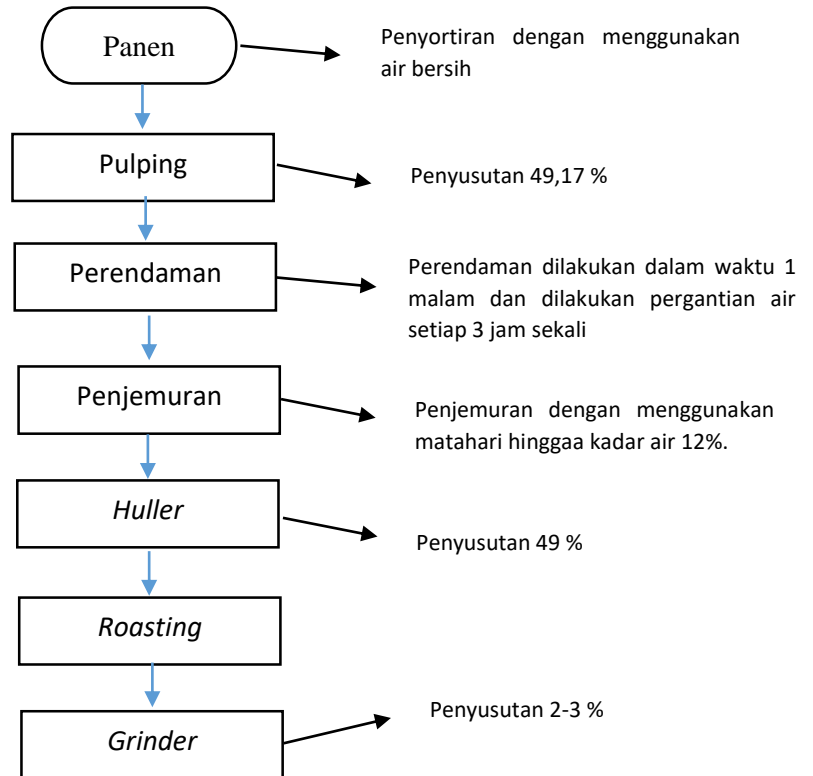 Panen
Penyortiran dengan menggunakan
air bersih
Pulping
Penyusutan 49,17 %
Perendaman
Perendaman dilakukan dalam waktu 1
malam dan dilakukan pergantian air
setiap 3 jam sekali
Penjemuran
Penjemuran dengan menggunakan
matahari hinggaa kadar air 12%.
Huller
Penyusutan 49 %
Roasting
Grinder
Penyusutan 2-3 %